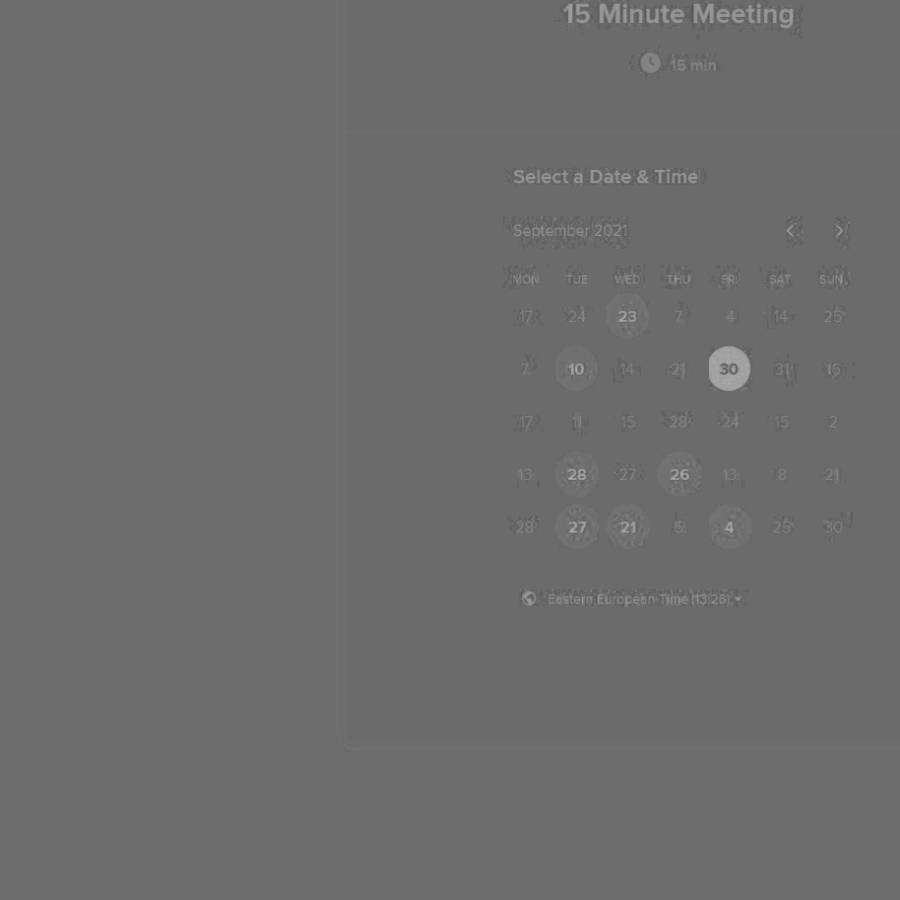 15 Minute Meeting
15 min
Select a Date & Time
September 2021
MON TUE WED THU FRI SAT SUN
17 24 23 7 4 14 25
7 10 14 21 30 31 16
17 11 15 28 24 15 2
13 28 27 26 13 8 21
28 27 21 5 4 25 30
Eastern European Time (13:26)